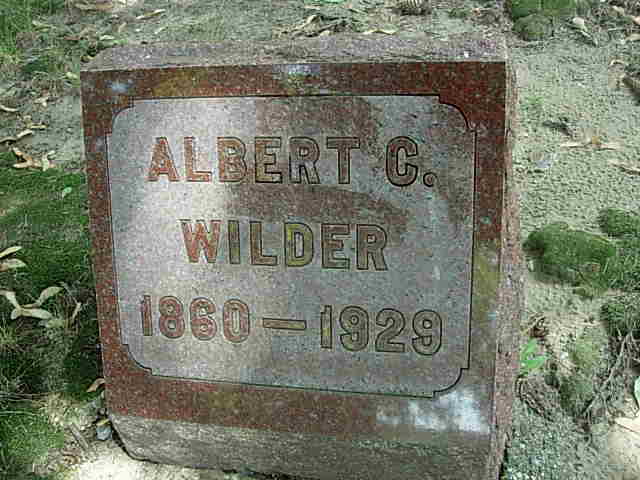 ALBERT C.
WILDER
1860 — 1929